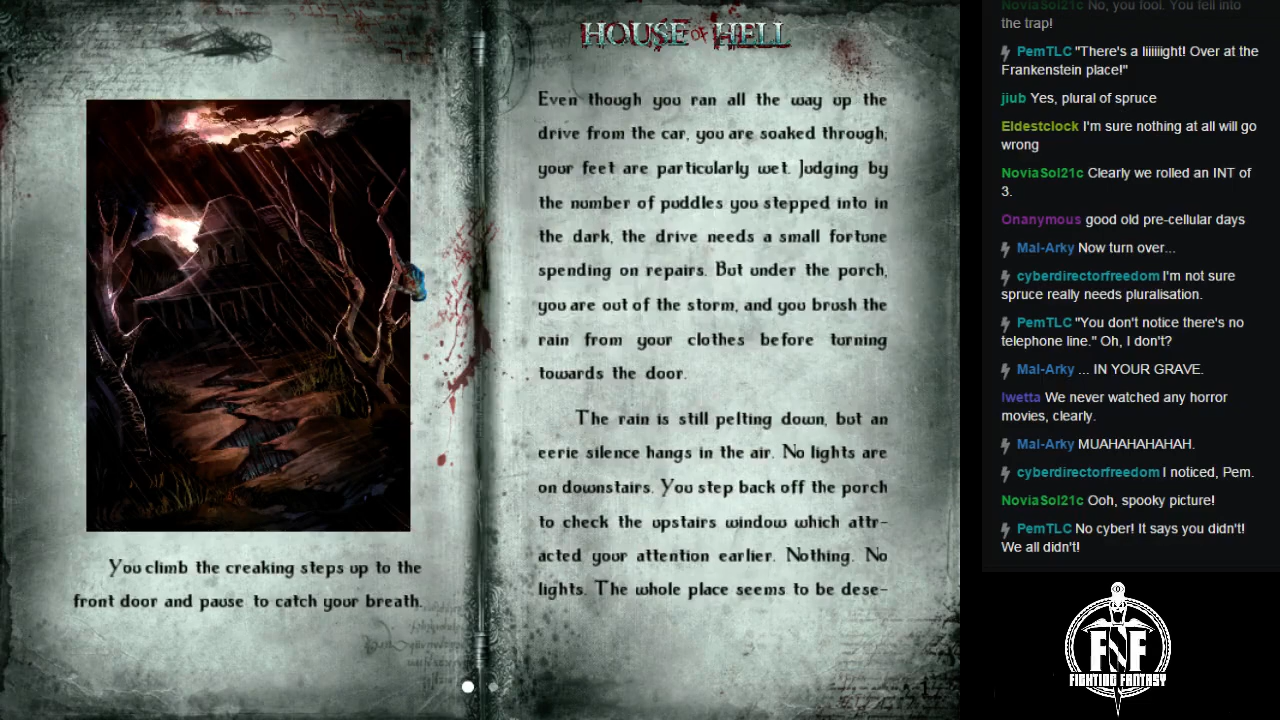 HOUSE OF HELL
You climb the creaking steps up to the
front door and pause to catch your breath.
Even though you ran all the way up the
drive from the car, you are soaked through;
your feet are particularly wet. Judging by
the number of puddles you stepped into in
the dark, the drive needs a small fortune
spending on repairs. But under the porch,
you are out of the storm, and you brush the
rain from your clothes before turning
towards the door.
The rain is still pelting down, but an
eerie silence hangs in the air. No lights are
on downstairs. You step back off the porch
to check the upstairs window which attr-
acted your attention earlier. Nothing. No
lights. The whole place seems to be dese-
NoviaSol21c No, you fool. You fell into
the trap!
PemTLC "There's a liiiiiiight! Over at the
Frankenstein place!"
jiub Yes, plural of spruce
Eldestclock I'm sure nothing at all will go
wrong
NoviaSol21c Clearly we rolled an INT of
3.
Onanymous good old pre-cellular days
Mal-Arky Now turn over...
cyberdirectorfreedom I'm not sure
spruce really needs pluralisation.
PemTLC "You don't notice there's no
telephone line." Oh, I don't?
Mal-Arky ... IN YOUR GRAVE.
lwetta We never watched any horror
movies, clearly.
Mal-Arky MUAHAHAHAHAH.
cyberdirectorfreedom I noticed, Pem.
NoviaSol21c Ooh, spooky picture!
PemTLC No cyber! It says you didn't!
We all didn't!
FF
FIGHTING FANTASY